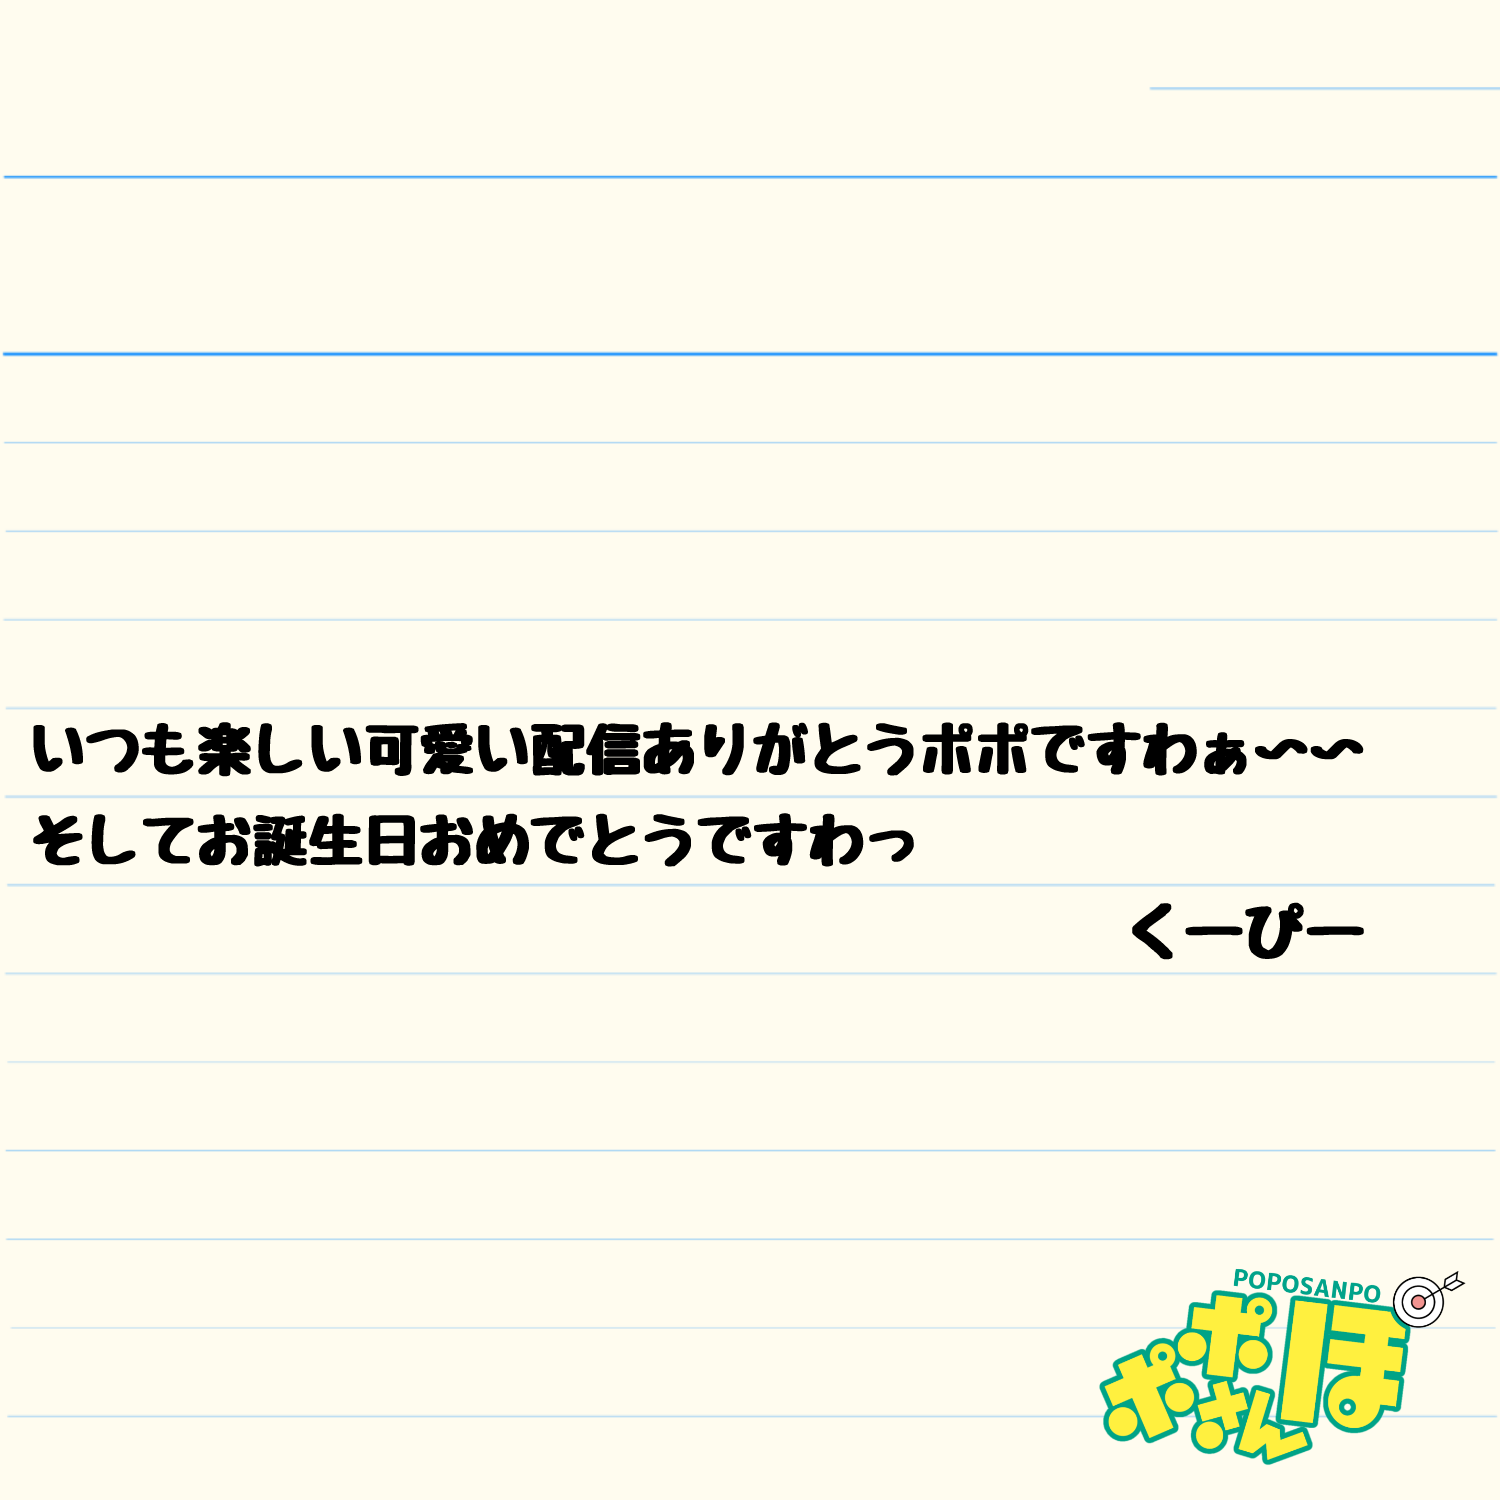 いつも楽しい可愛い配信ありがとうポポですわぁ〜〜
そしてお誕生日おめでとうですわっ
くーぴー
POPOSANPO
ポポさんぽ